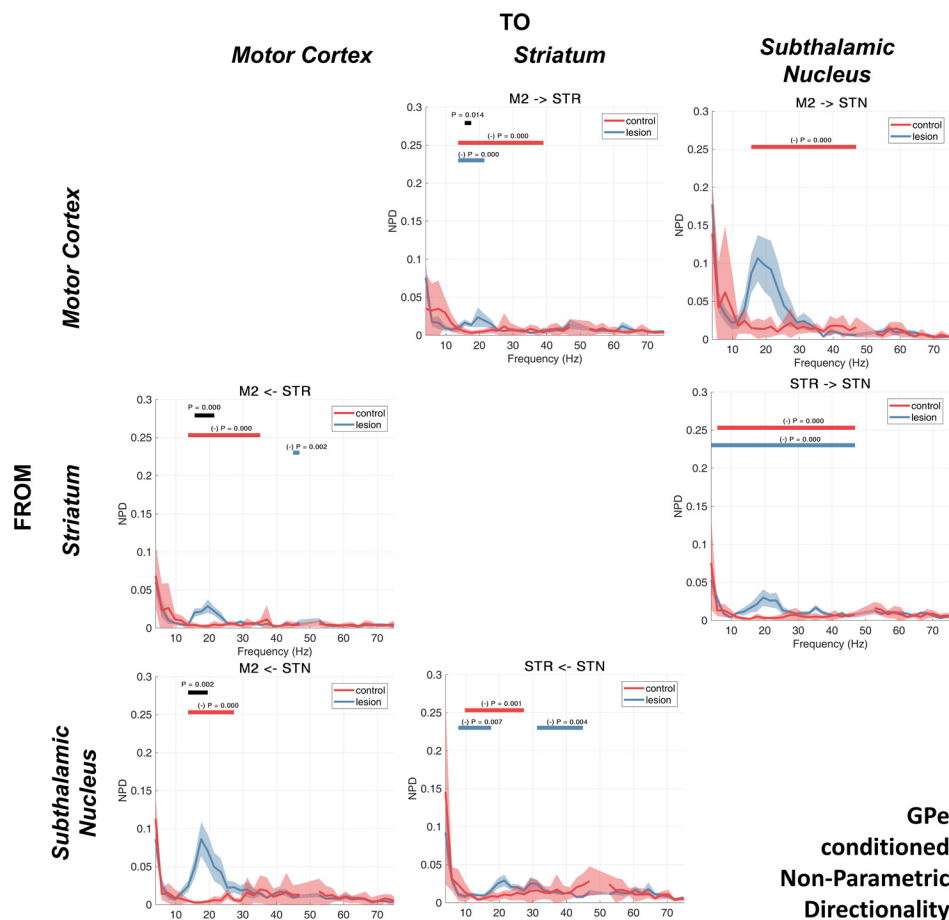 TO
Motor Cortex
Striatum
Subthalamic
Nucleus
FROM
Motor Cortex
M2 -> STR
P = 0.014
(-) P = 0.000
(-) P = 0.000
control
lesion
0.3
0.25
0.2
0.15
0.1
0.05
0
NPD
10 20 30 40 50 60 70
Frequency (Hz)
M2 -> STN
(-) P = 0.000
control
lesion
0.3
0.25
0.2
0.15
0.1
0.05
0
NPD
10 20 30 40 50 60 70
Frequency (Hz)
Striatum
M2 <- STR
P = 0.000
(-) P = 0.000
(-) P = 0.002
control
lesion
0.3
0.25
0.2
0.15
0.1
0.05
0
NPD
10 20 30 40 50 60 70
Frequency (Hz)
STR -> STN
(-) P = 0.000
(-) P = 0.000
control
lesion
0.3
0.25
0.2
0.15
0.1
0.05
0
NPD
10 20 30 40 50 60 70
Frequency (Hz)
Subthalamic
Nucleus
M2 <- STN
P = 0.002
(-) P = 0.000
control
lesion
0.3
0.25
0.2
0.15
0.1
0.05
0
NPD
10 20 30 40 50 60 70
STR <- STN
(-) P = 0.001
(-) P = 0.007
(-) P = 0.004
control
lesion
0.3
0.25
0.2
0.15
0.1
0.05
0
NPD
10 20 30 40 50 60 70
GPe
conditioned
Non-Parametric
Directionality